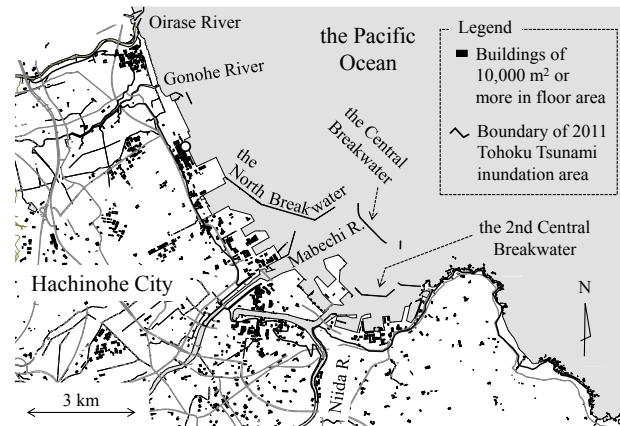 Oirase River
Gonohe River
the Pacific
Ocean
Legend
Buildings of
10,000 m² or
more in floor area
Boundary of 2011
Tohoku Tsunami
inundation area
the Central
Breakwater
the
North Breakwater
Mabechi R.
the 2nd Central
Breakwater
Hachinohe City
N
Niida R.
3 km